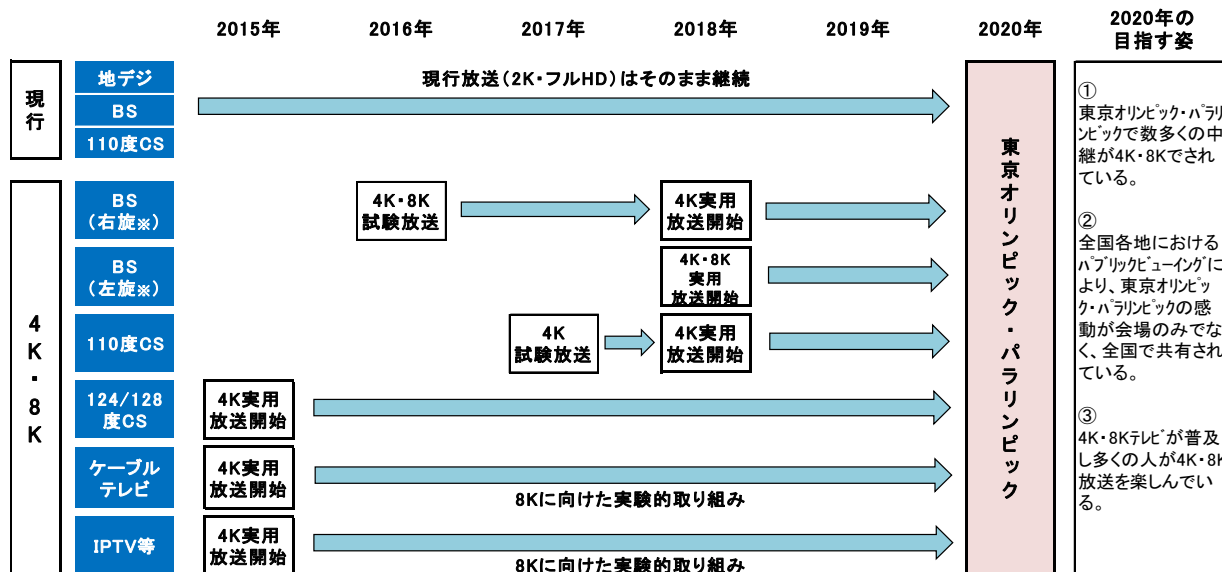 2015年
2016年
2017年
2018年
2019年
2020年
2020年の
目指す姿
現
行
地デジ
BS
110度CS
現行放送(2K・フルHD)はそのまま継続
4
K
・
8
K
BS
(右旋※)
4K・8K
試験放送
4K実用
放送開始
BS
(左旋※)
4K・8K
実用
放送開始
110度CS
4K
試験放送
4K実用
放送開始
124/128
度CS
4K実用
放送開始
ケーブル
テレビ
4K実用
放送開始
8Kに向けた実験的取り組み
IPTV等
4K実用
放送開始
8Kに向けた実験的取り組み
東京オリンピック・パラリンピック
①
東京オリンピック・パラリ
ンピックで数多くの中
継が4K・8Kでされ
ている。
②
全国各地における
パブリックビューイングに
より、東京オリンピッ
ク・パラリンピックの感
動が会場のみでな
く、全国で共有され
ている。
③
4K・8Kテレビが普及
し多くの人が4K・8K
放送を楽しんでい
る。